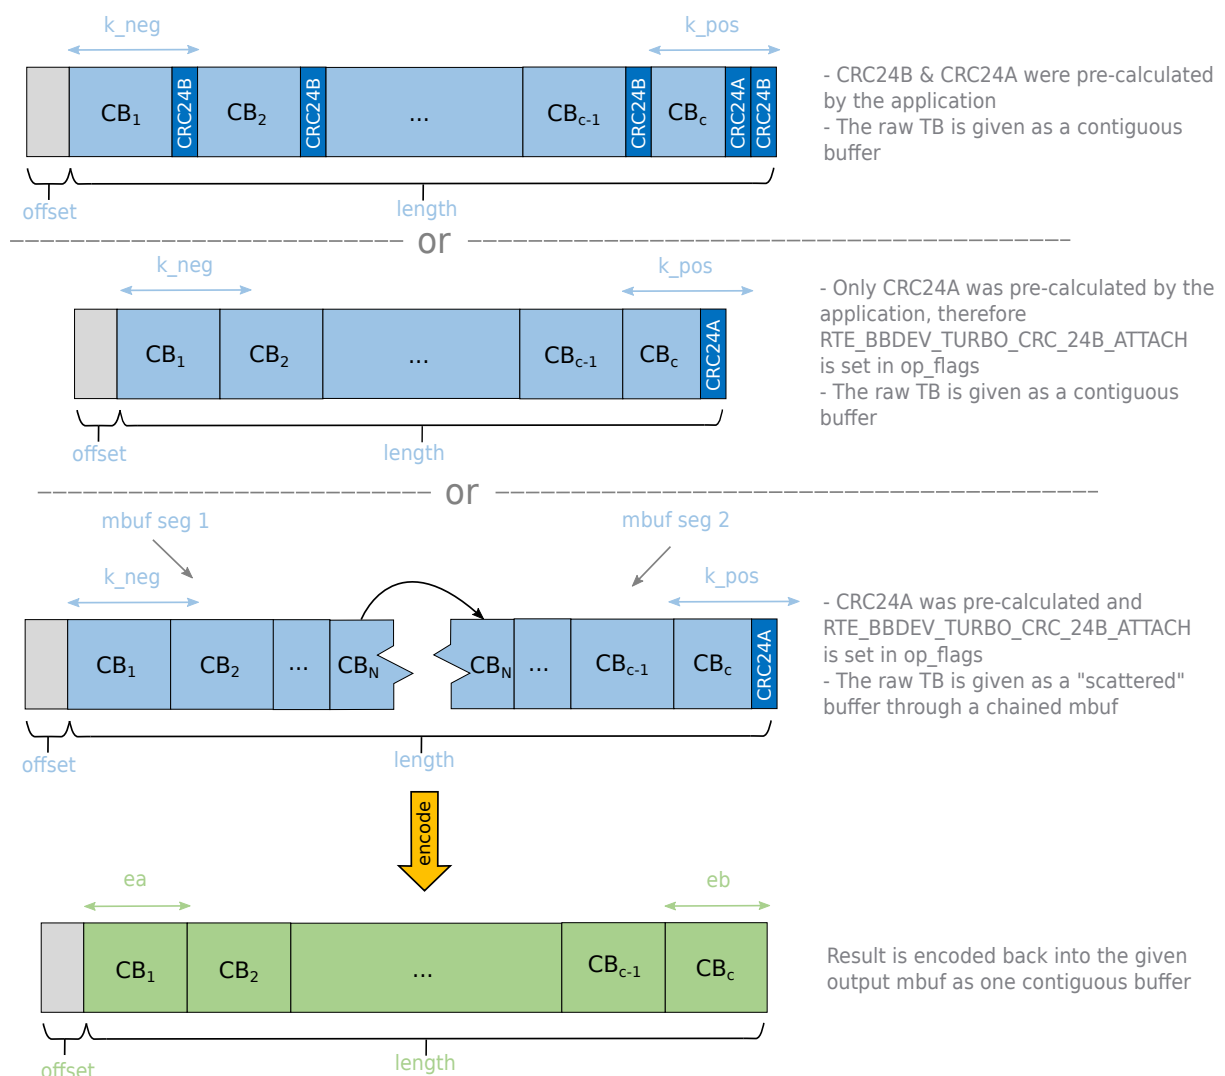 k_neg
k_pos
CB1
CRC24B
CB2
CRC24B
...
CBc-1
CRC24B
CBc
CRC24A
CRC24B
- CRC24B & CRC24A were pre-calculated
by the application
- The raw TB is given as a contiguous
buffer
offset
length
or
k_neg
k_pos
CB1
CB2
...
CBc-1
CBc
CRC24A
- Only CRC24A was pre-calculated by the
application, therefore
RTE_BBDEV_TURBO_CRC_24B_ATTACH
is set in op_flags
- The raw TB is given as a contiguous
buffer
offset
length
or
mbuf seg 1
mbuf seg 2
k_neg
k_pos
CB1
CB2
...
CBN
CBN
...
CBc-1
CBc
CRC24A
- CRC24A was pre-calculated and
RTE_BBDEV_TURBO_CRC_24B_ATTACH
is set in op_flags
- The raw TB is given as a "scattered"
buffer through a chained mbuf
offset
length
encode
ea
eb
CB1
CB2
...
CBc-1
CBc
Result is encoded back into the given
output mbuf as one contiguous buffer
offset
length